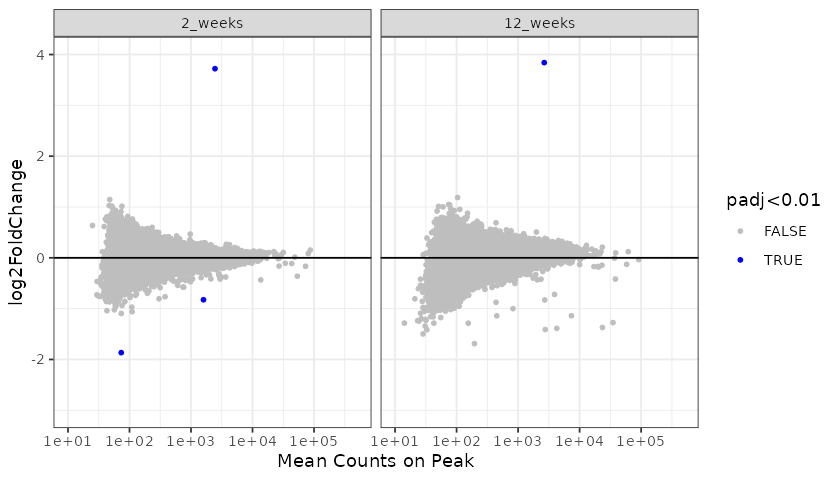 2_weeks
12_weeks
log2FoldChange
4
2
0
-2
1e+01 1e+02 1e+03 1e+04 1e+05
1e+01 1e+02 1e+03 1e+04 1e+05
Mean Counts on Peak
padj<0.01
FALSE
TRUE